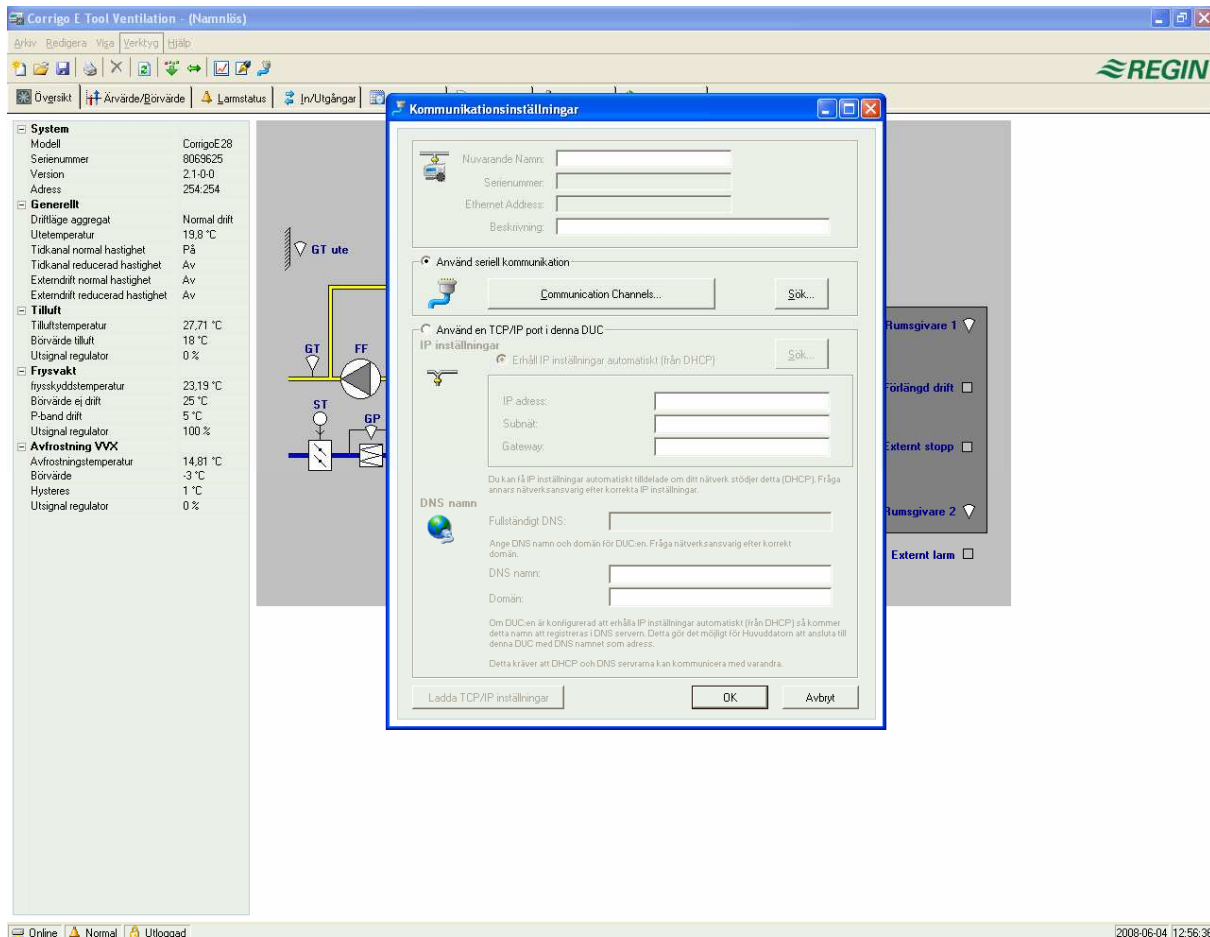 Corrigo E Tool Ventilation - (Namnlös)
Arkiv Redigera Visa Verktyg Hjälp
REGIN
Översikt Ärvärde/Börvärde Larmstatus In/Utgångar
System
Modell CorrigoE28
Serienummer 8069625
Version 2.1-0-0
Adress 254:254
Generellt
Driftläge aggregat Normal drift
Utetemperatur 19,8 °C
Tidkanal normal hastighet På
Tidkanal reducerad hastighet Av
Externdrift normal hastighet Av
Externdrift reducerad hastighet Av
Tilluft
Tilluftstemperatur 27,71 °C
Börvärde tilluft 18 °C
Utsignal regulator 0 %
Frysvakt
frysskyddstemperatur 23,19 °C
Börvärde ej drift 25 °C
P-band drift 5 °C
Utsignal regulator 100 %
Avfrostning VVX
Avfrostningstemperatur 14,81 °C
Börvärde -3 °C
Hysteres 1 °C
Utsignal regulator 0 %
GT ute
GT FF
ST
GP
Kommunikationsinställningar
Nuvarande Namn:
Serienummer:
Ethernet Address:
Beskrivning:
Använd seriell kommunikation
Communication Channels... Sök...
Använd en TCP/IP port i denna DUC
IP inställningar
Erhåll IP inställningar automatiskt (från DHCP) Sök...
IP adress:
Subnät:
Gateway:
Du kan få IP inställningar automatiskt tilldelade om ditt nätverk stödjer detta (DHCP). Fråga
annars nätverksansvarig efter korrekta IP inställningar.
DNS namn
Fullständigt DNS:
Ange DNS namn och domän för DUC:en. Fråga nätverksansvarig efter korrekt
domän.
DNS namn:
Domän:
Om DUC:en är konfigurerad att erhålla IP inställningar automatiskt (från DHCP) så kommer
detta namn att registreras i DNS servern. Detta gör det möjligt för Huvuddatorn att ansluta till
denna DUC med DNS namnet som adress.
Detta kräver att DHCP och DNS servrarna kan kommunicera med varandra.
Ladda TCP/IP inställningar OK Avbryt
Rumsgivare 1
Förlängd drift
Externt stopp
Rumsgivare 2
Externt larm
Online Normal Utloggad
2008-06-04 12:56:36